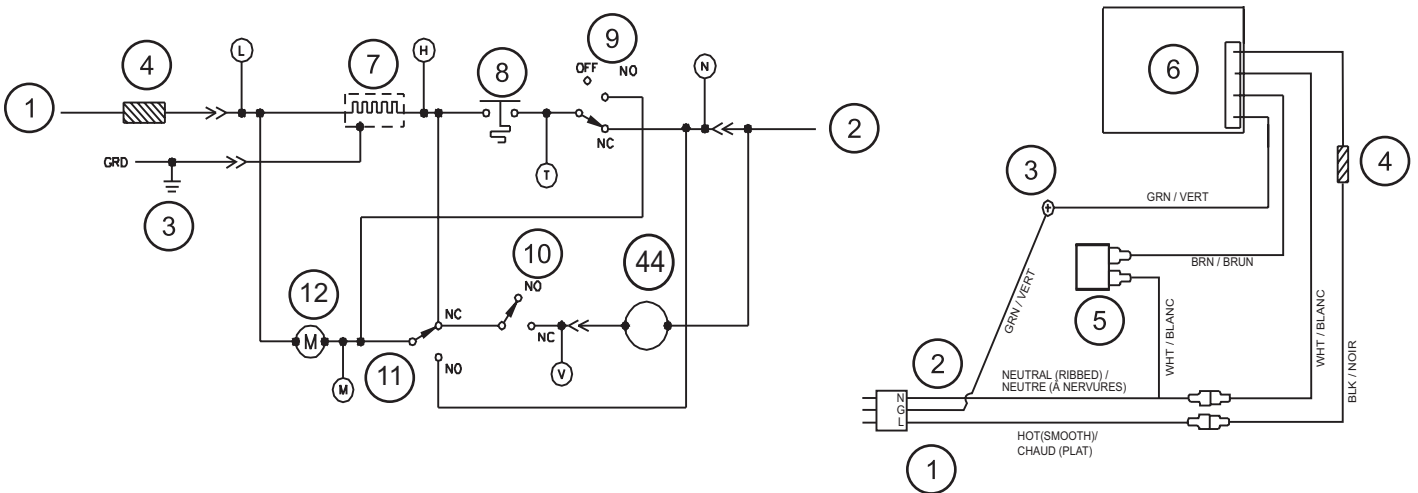 1
4
L
7
H
8
9
OFF
NO
NC
N
2
T
GRD
3
12
M
M
11
NC
NO
10
NO
NC
V
44
6
4
3
GRN / VERT
BRN / BRUN
5
GRN / VERT
WHT / BLANC
WHT / BLANC
BLK / NOIR
2
NEUTRAL (RIBBED) /
NEUTRE (À NERVURES)
N
G
L
HOT(SMOOTH)/
CHAUD (PLAT)
1